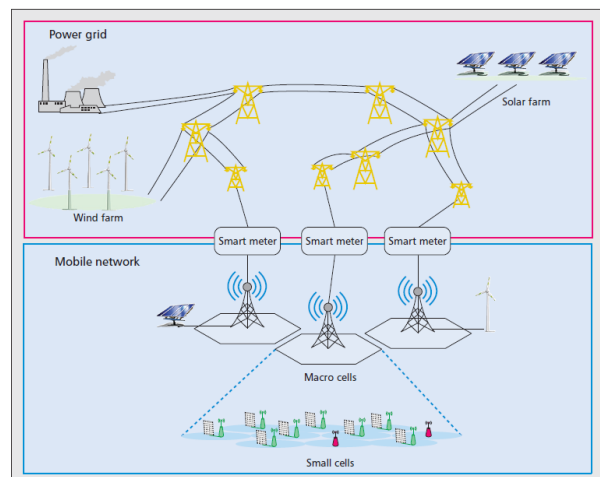 Power grid
Solar farm
Wind farm
Smart meter
Smart meter
Smart meter
Mobile network
Macro cells
Small cells